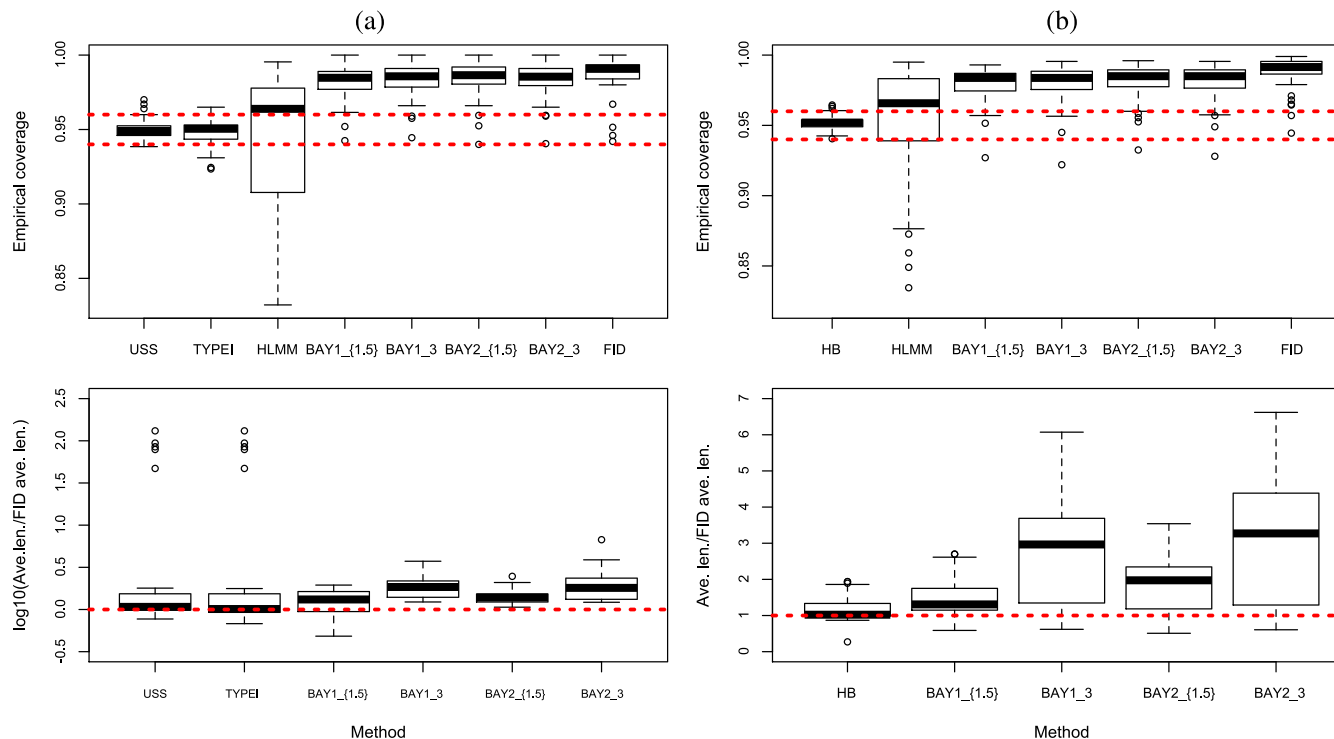 (a)
Empirical coverage
1.00
0.95
0.90
0.85
USS TYPEI HLMM BAY1_{1.5} BAY1_3 BAY2_{1.5} BAY2_3 FID
log10(Ave.len./FID ave. len.)
2.5
2.0
1.5
1.0
0.5
0.0
-0.5
USS TYPEI BAY1_{1.5} BAY1_3 BAY2_{1.5} BAY2_3
Method
(b)
Empirical coverage
1.00
0.95
0.90
0.85
HB HLMM BAY1_{1.5} BAY1_3 BAY2_{1.5} BAY2_3 FID
Ave. len./FID ave. len.
7
6
5
4
3
2
1
0
HB BAY1_{1.5} BAY1_3 BAY2_{1.5} BAY2_3
Method